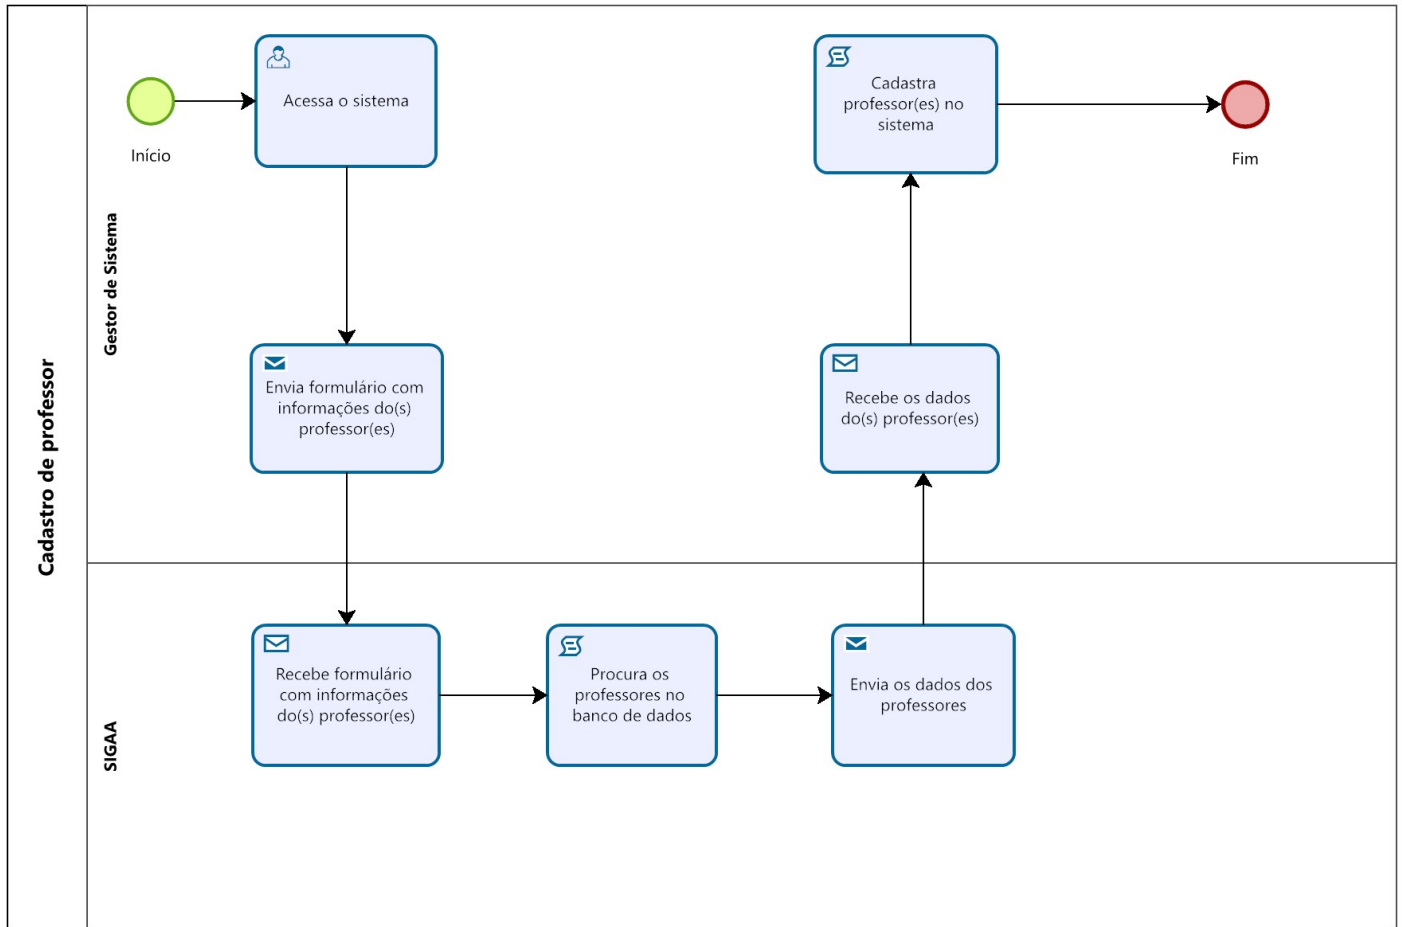 Cadastro de professor
Gestor de Sistema
Início
Acessa o sistema
Envia formulário com
informações do(s)
professor(es)
Cadastra
professor(es) no
sistema
Fim
Recebe os dados
do(s) professor(es)
SIGAA
Recebe formulário
com informações
do(s) professor(es)
Procura os
professores no
banco de dados
Envia os dados dos
professores